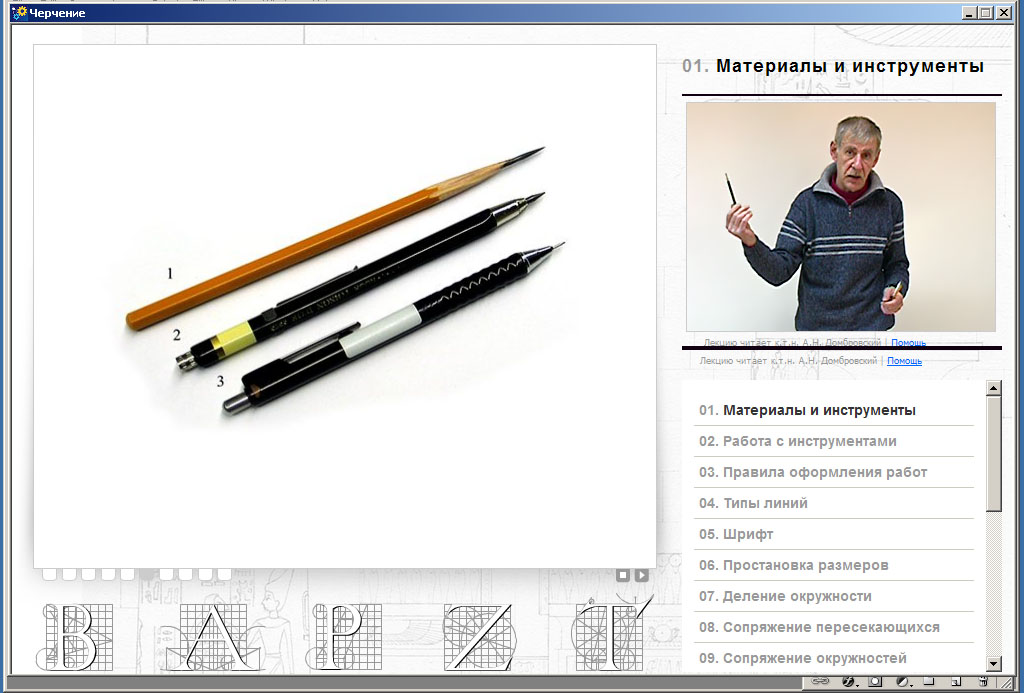 Черчение
01. Материалы и инструменты
1
2
3
Лекцию читает к.т.н. А.Н. Домбровский | Помощь
Лекцию читает к.т.н. А.Н. Домбровский | Помощь
01. Материалы и инструменты
02. Работа с инструментами
03. Правила оформления работ
04. Типы линий
05. Шрифт
06. Простановка размеров
07. Деление окружности
08. Сопряжение пересекающихся
09. Сопряжение окружностей